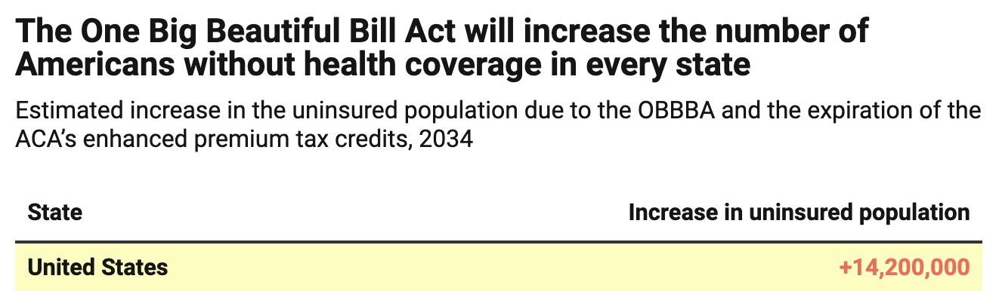 The One Big Beautiful Bill Act will increase the number of
Americans without health coverage in every state
Estimated increase in the uninsured population due to the OBBBA and the expiration of the
ACA’s enhanced premium tax credits, 2034
State Increase in uninsured population
United States +14,200,000